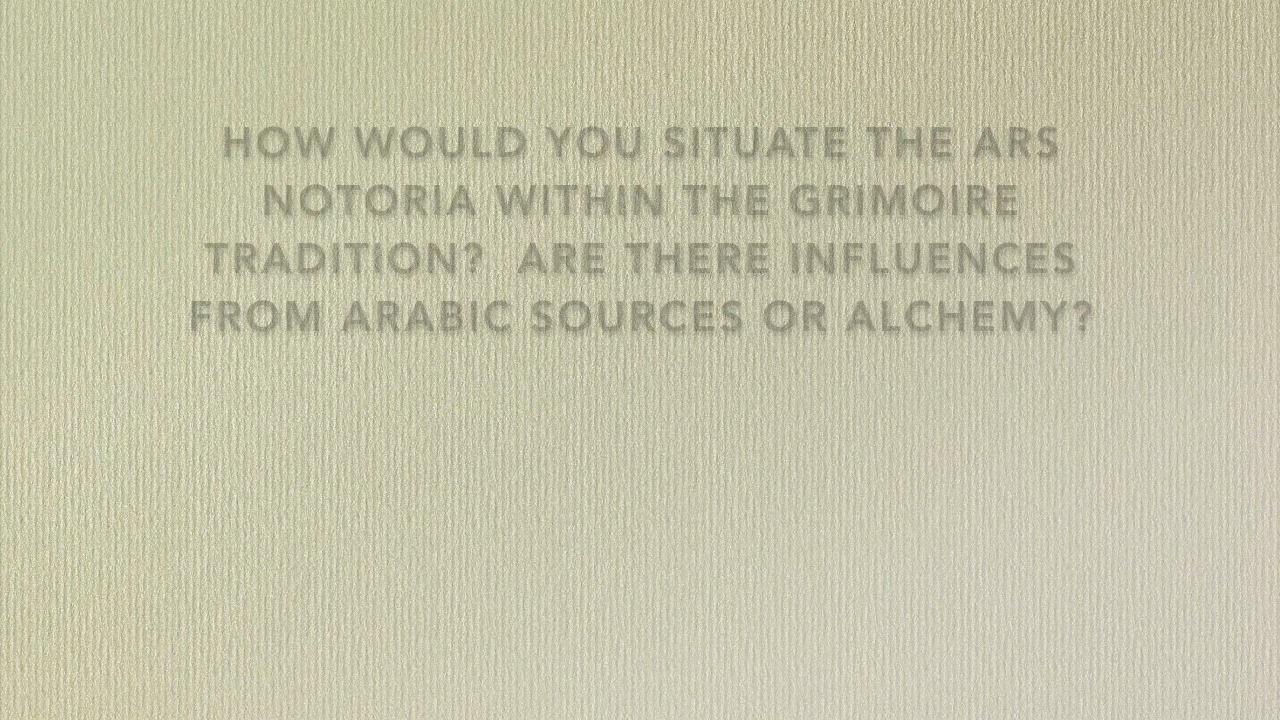 HOW WOULD YOU SITUATE THE ARS
NOTORIA WITHIN THE GRIMOIRE
TRADITION?  ARE THERE INFLUENCES
FROM ARABIC SOURCES OR ALCHEMY?